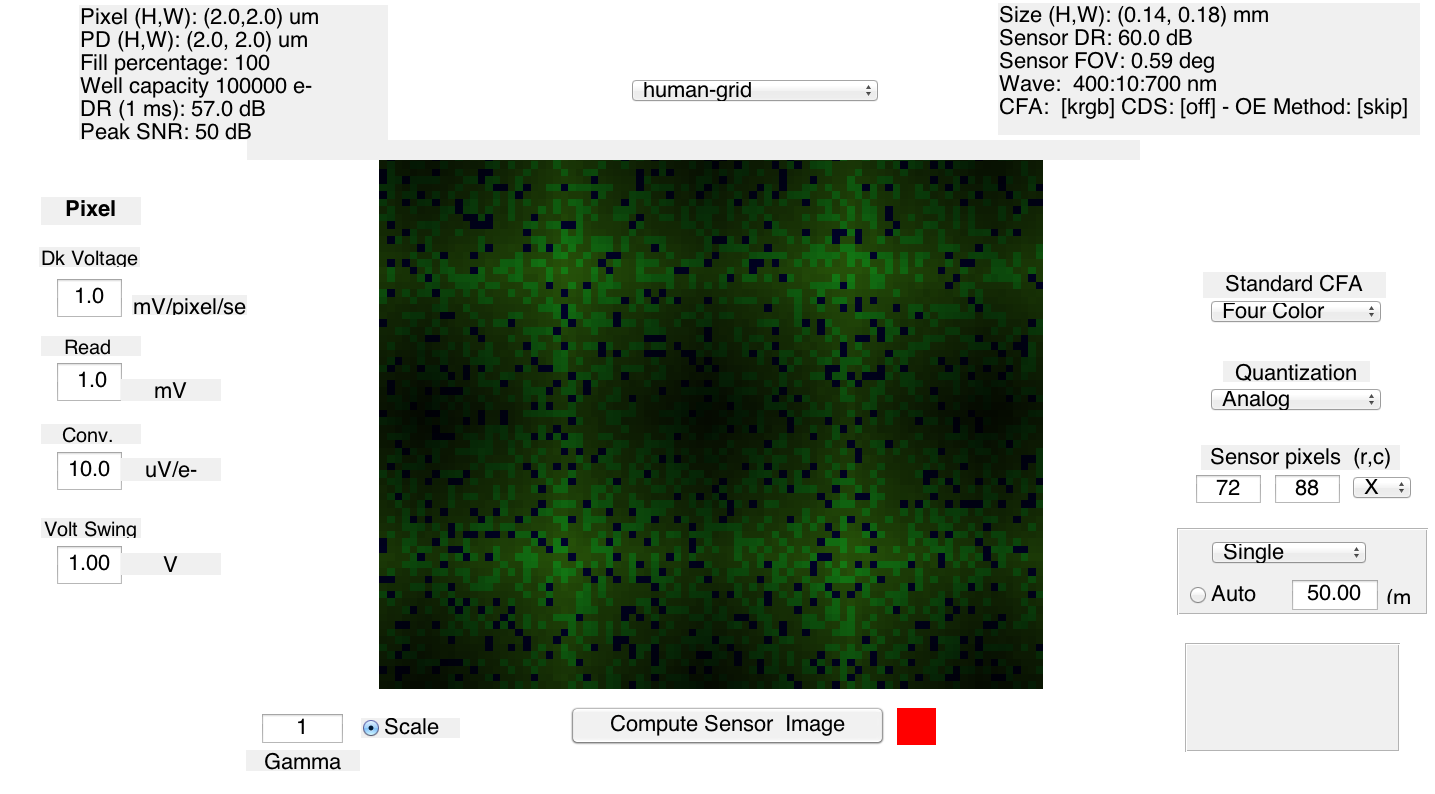 Pixel (H,W): (2.0,2.0) um
PD (H,W): (2.0, 2.0) um
Fill percentage: 100
Well capacity 100000 e-
DR (1 ms): 57.0 dB
Peak SNR: 50 dB
human-grid
Size (H,W): (0.14, 0.18) mm
Sensor DR: 60.0 dB
Sensor FOV: 0.59 deg
Wave: 400:10:700 nm
CFA: [krgb] CDS: [off] - OE Method: [skip]
Pixel
Dk Voltage
1.0 mV/pixel/se
Read
1.0 mV
Conv.
10.0 uV/e-
Volt Swing
1.00 V
Standard CFA
Four Color
Quantization
Analog
Sensor pixels (r,c)
72 88 X
Single
Auto 50.00 (m
1 Scale
Gamma
Compute Sensor Image